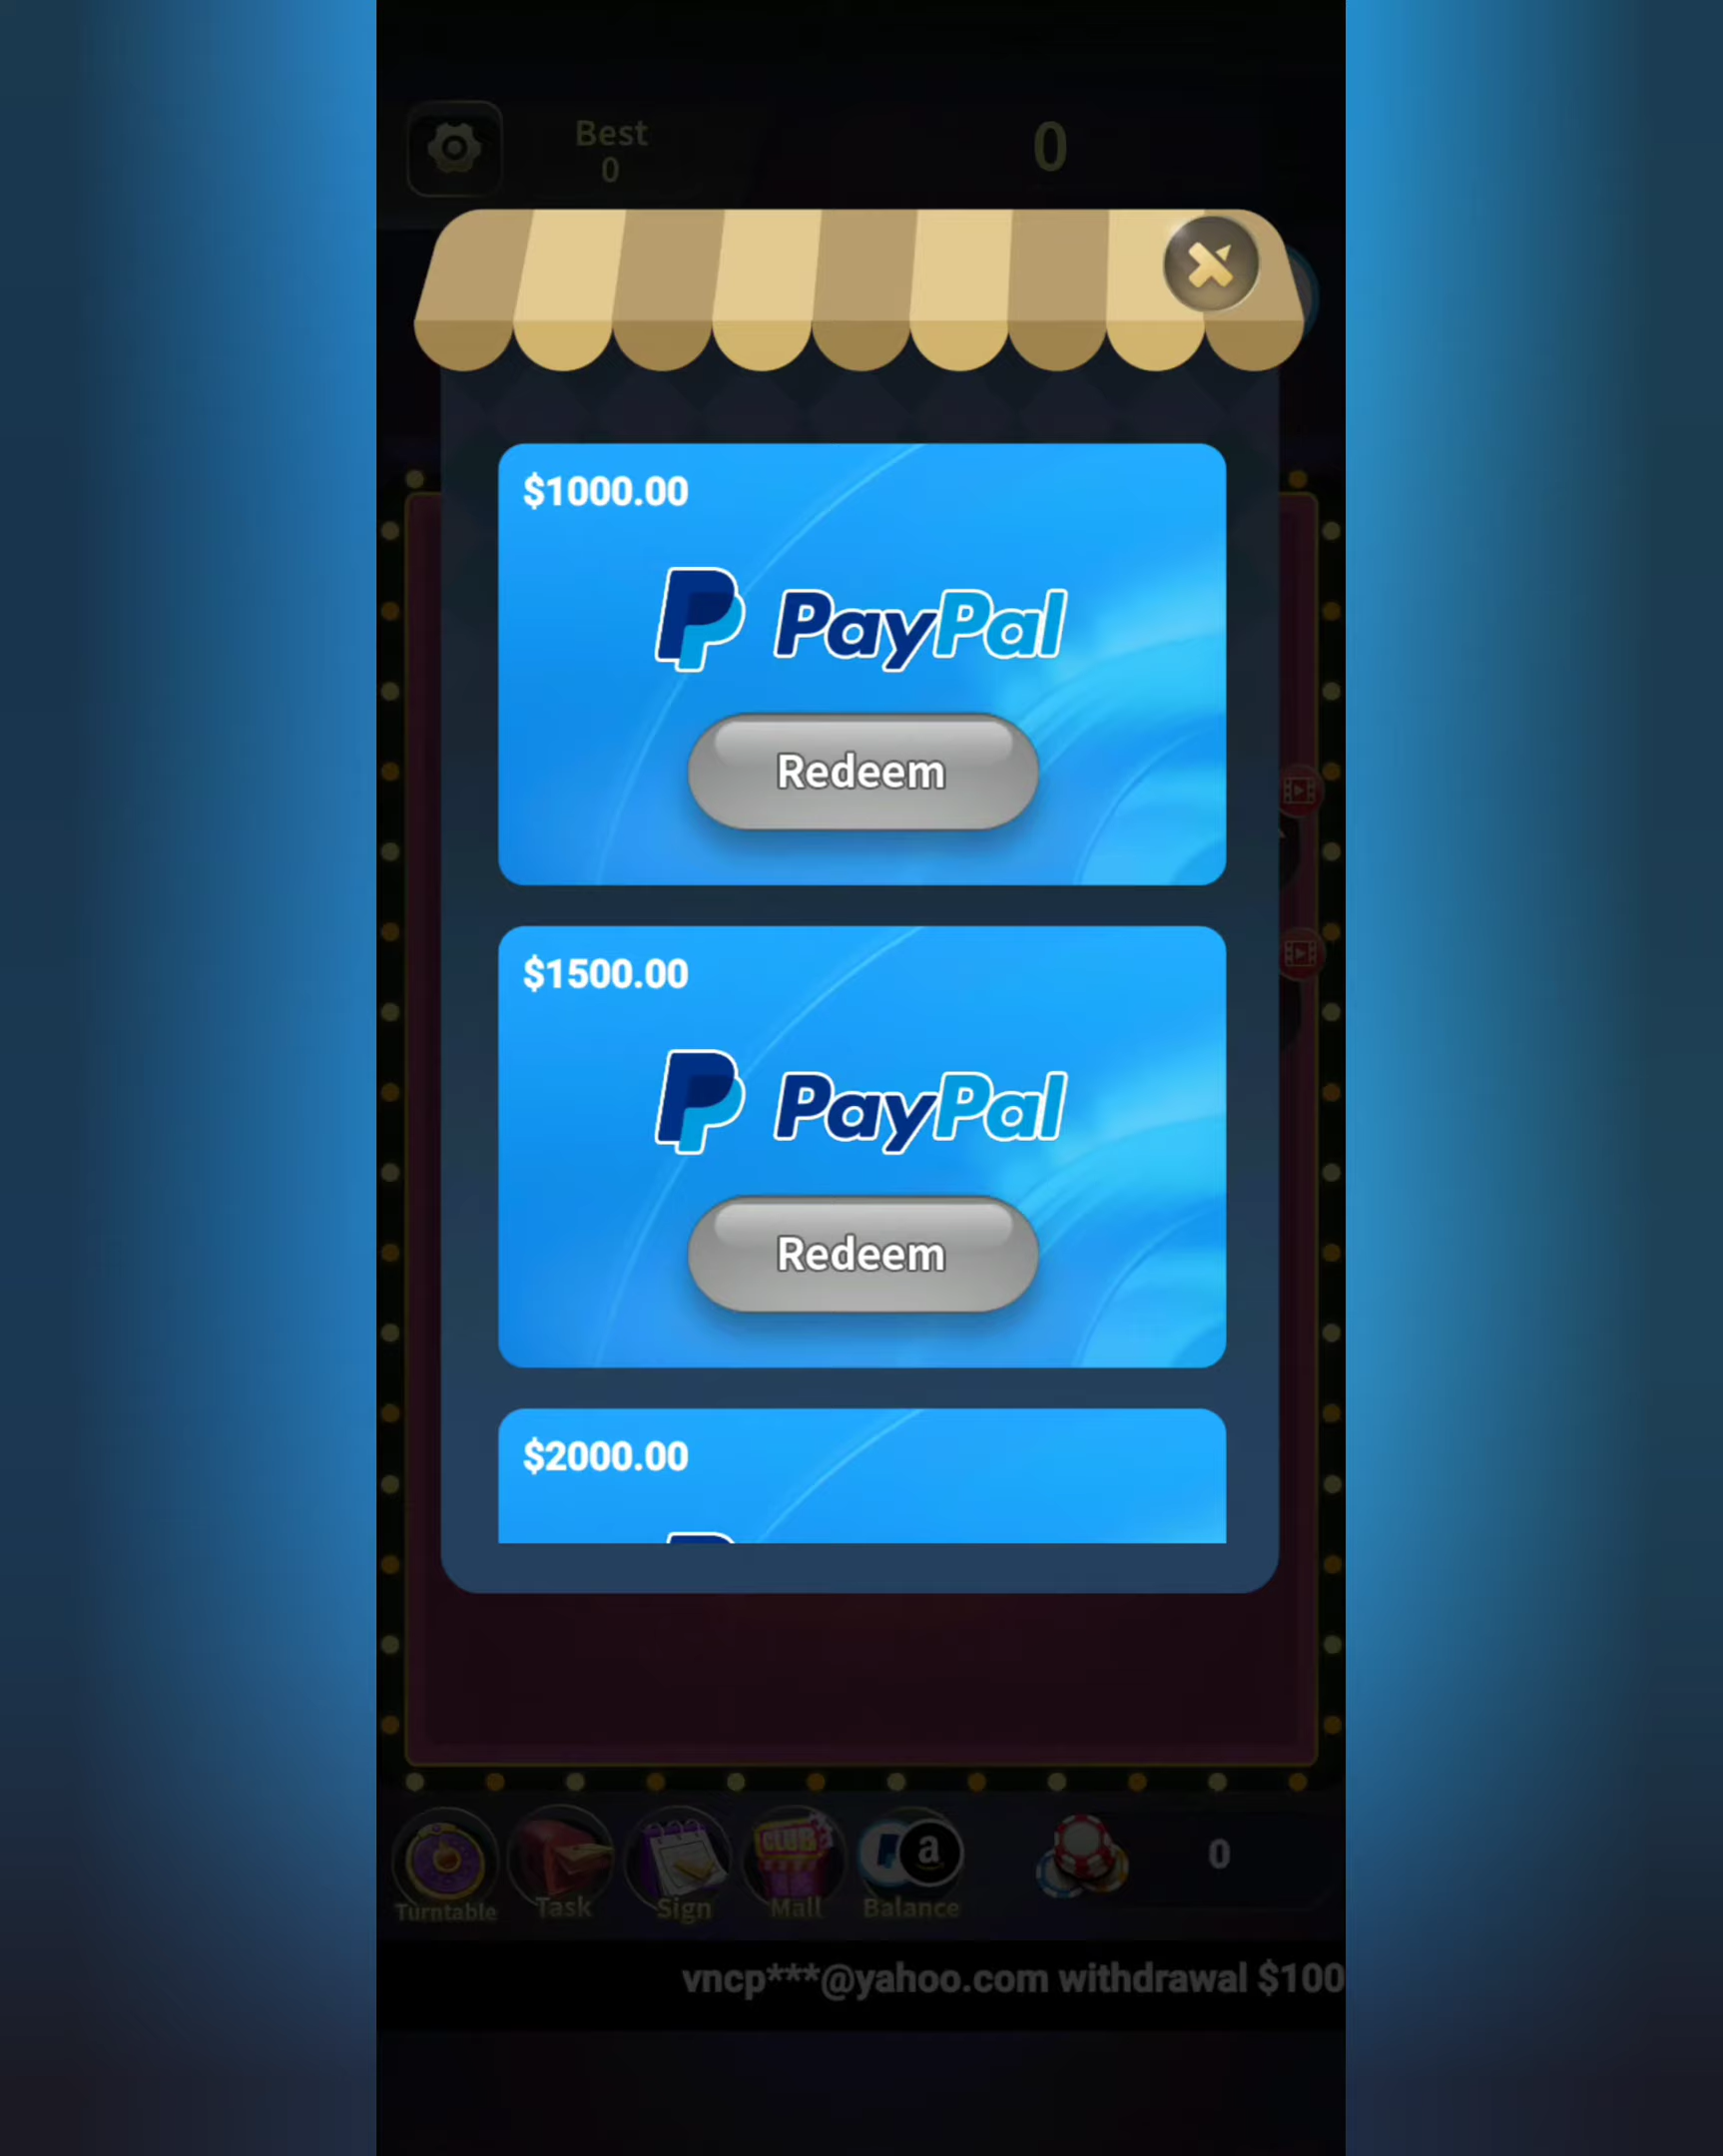 Best
0
0
$1000.00
PayPal
Redeem
$1500.00
PayPal
Redeem
$2000.00
CLUB
a
0
Turntable
Task
Sign
Mall
Balance
vncp***@yahoo.com withdrawal $100